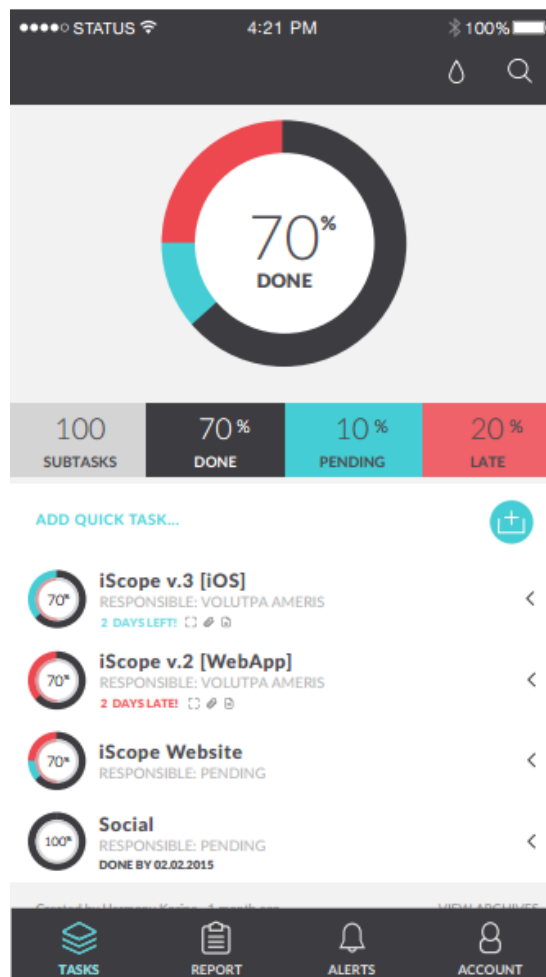 STATUS 4:21 PM 100%
70%
DONE
100 70% 10% 20%
SUBTASKS DONE PENDING LATE
ADD QUICK TASK...
70%
iScope v.3 [iOS]
RESPONSIBLE: VOLUTPA AMERIS
2 DAYS LEFT!
70%
iScope v.2 [WebApp]
RESPONSIBLE: VOLUTPA AMERIS
2 DAYS LATE!
70%
iScope Website
RESPONSIBLE: PENDING
100%
Social
RESPONSIBLE: PENDING
DONE BY 02.02.2015
VIEW ARCHIVES
TASKS REPORT ALERTS ACCOUNT